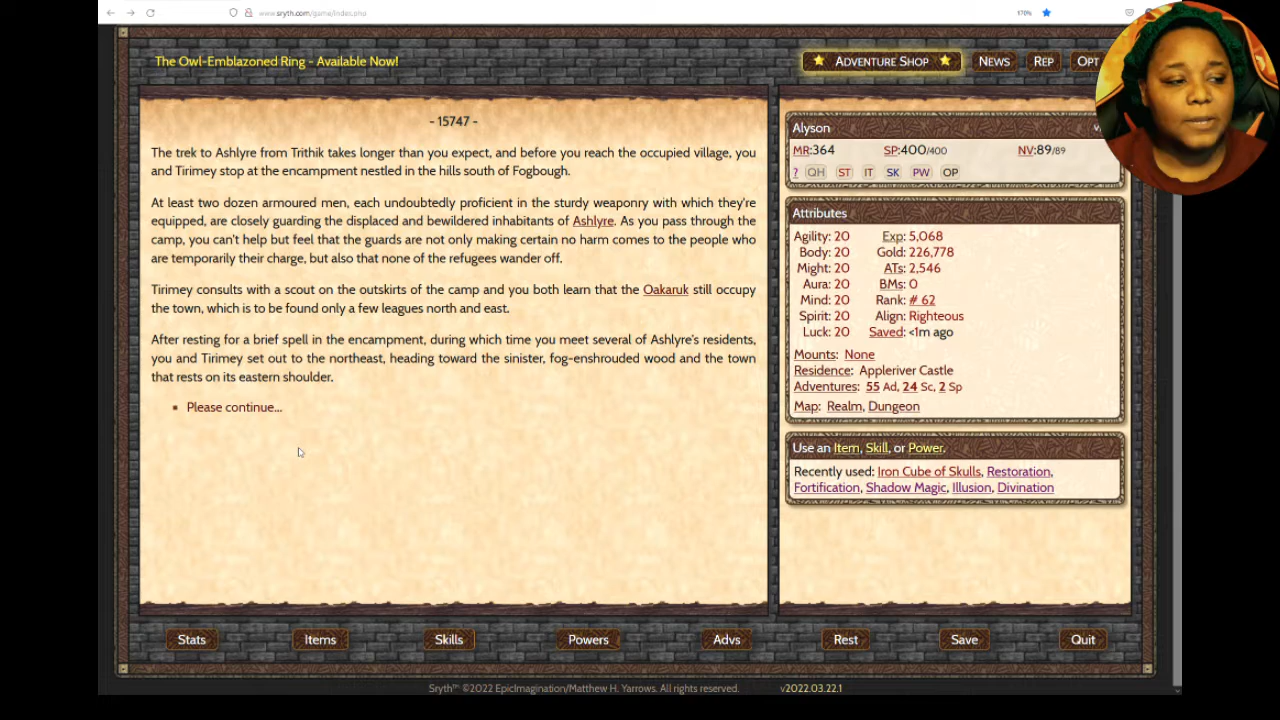 www.sryth.com/game/index.php
170%
The Owl-Emblazoned Ring - Available Now!
ADVENTURE SHOP
NEWS
REP
OPT
- 15747 -
The trek to Ashlyre from Trithik takes longer than you expect, and before you reach the occupied village, you
and Tirimey stop at the encampment nestled in the hills south of Fogbough.
At least two dozen armoured men, each undoubtedly proficient in the sturdy weaponry with which they're
equipped, are closely guarding the displaced and bewildered inhabitants of Ashlyre. As you pass through the
camp, you can't help but feel that the guards are not only making certain no harm comes to the people who
are temporarily their charge, but also that none of the refugees wander off.
Tirimey consults with a scout on the outskirts of the camp and you both learn that the Oakaruk still occupy
the town, which is to be found only a few leagues north and east.
After resting for a brief spell in the encampment, during which time you meet several of Ashlyre's residents,
you and Tirimey set out to the northeast, heading toward the sinister, fog-enshrouded wood and the town
that rests on its eastern shoulder.
Please continue...
Alyson
MR:364 SP:400/400 NV:89/89
? QH ST IT SK PW OP
Attributes
Agility: 20 Exp: 5,068
Body: 20 Gold: 226,778
Might: 20 ATs: 2,546
Aura: 20 BMs: 0
Mind: 20 Rank: # 62
Spirit: 20 Align: Righteous
Luck: 20 Saved: <1m ago
Mounts: None
Residence: Appleriver Castle
Adventures: 55 Ad, 24 Sc, 2 Sp
Map: Realm, Dungeon
Use an Item, Skill, or Power.
Recently used: Iron Cube of Skulls, Restoration,
Fortification, Shadow Magic, Illusion, Divination
Stats
Items
Skills
Powers
Advs
Rest
Save
Quit
Sryth™ ©2022 EpicImagination/Matthew H. Yarrows. All rights reserved. v2022.03.22.1